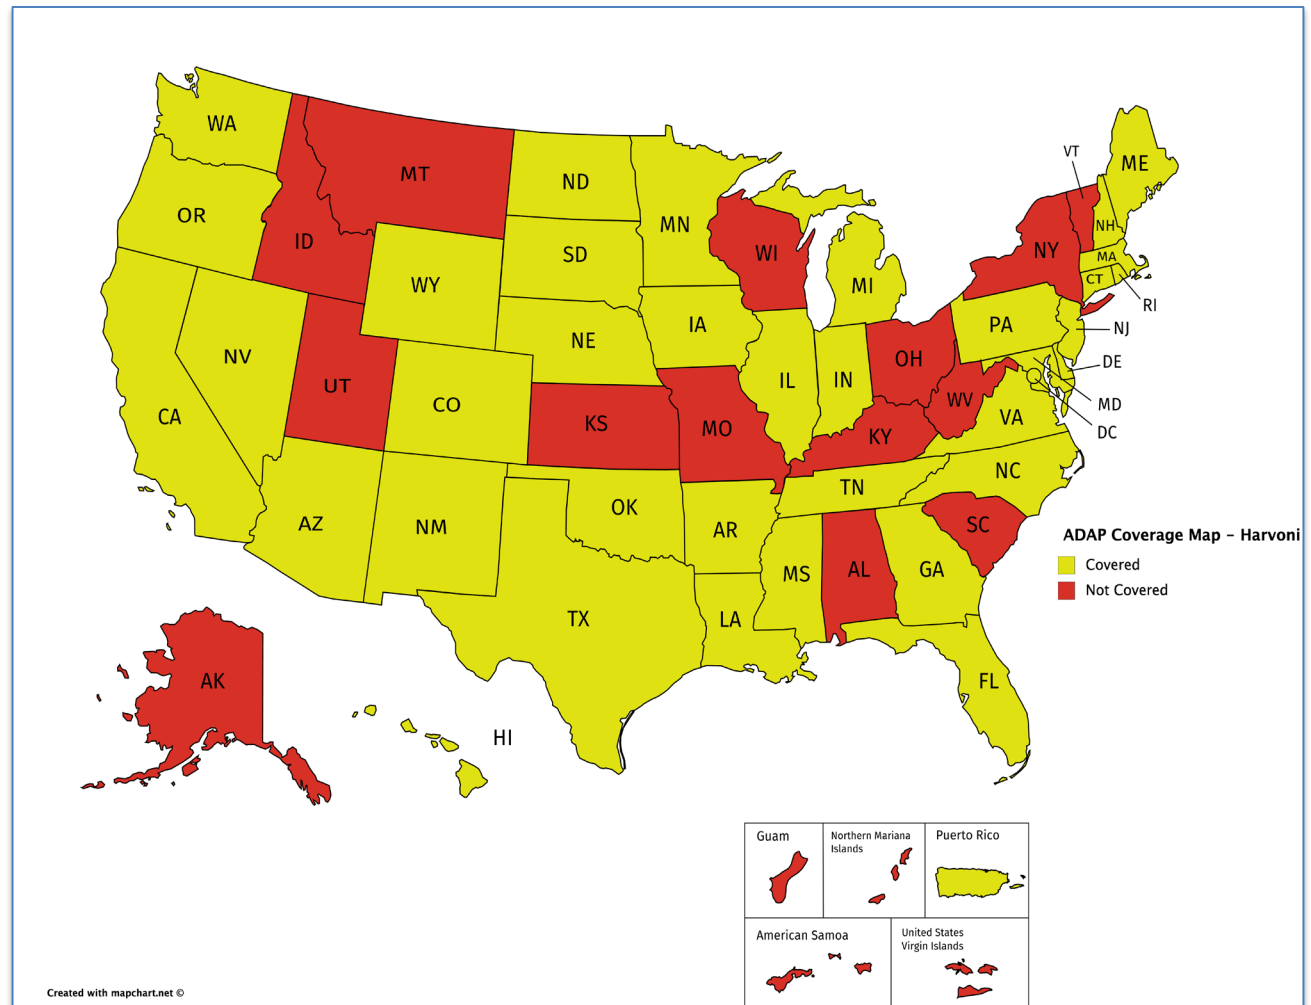 WA
MT
ND
MN
VT
ME
OR
ID
SD
WI
NY
NH
MA
CT
RI
WY
MI
IA
PA
NJ
NE
NV
UT
CO
IL
IN
OH
DE
WV
MD
VA
DC
CA
KS
MO
KY
NC
TN
AZ
NM
OK
AR
SC
MS
AL
GA
TX
LA
FL
AK
HI
ADAP Coverage Map – Harvoni
Covered
Not Covered
Guam
Northern Mariana
Islands
Puerto Rico
American Samoa
United States
Virgin Islands
Created with mapchart.net ©